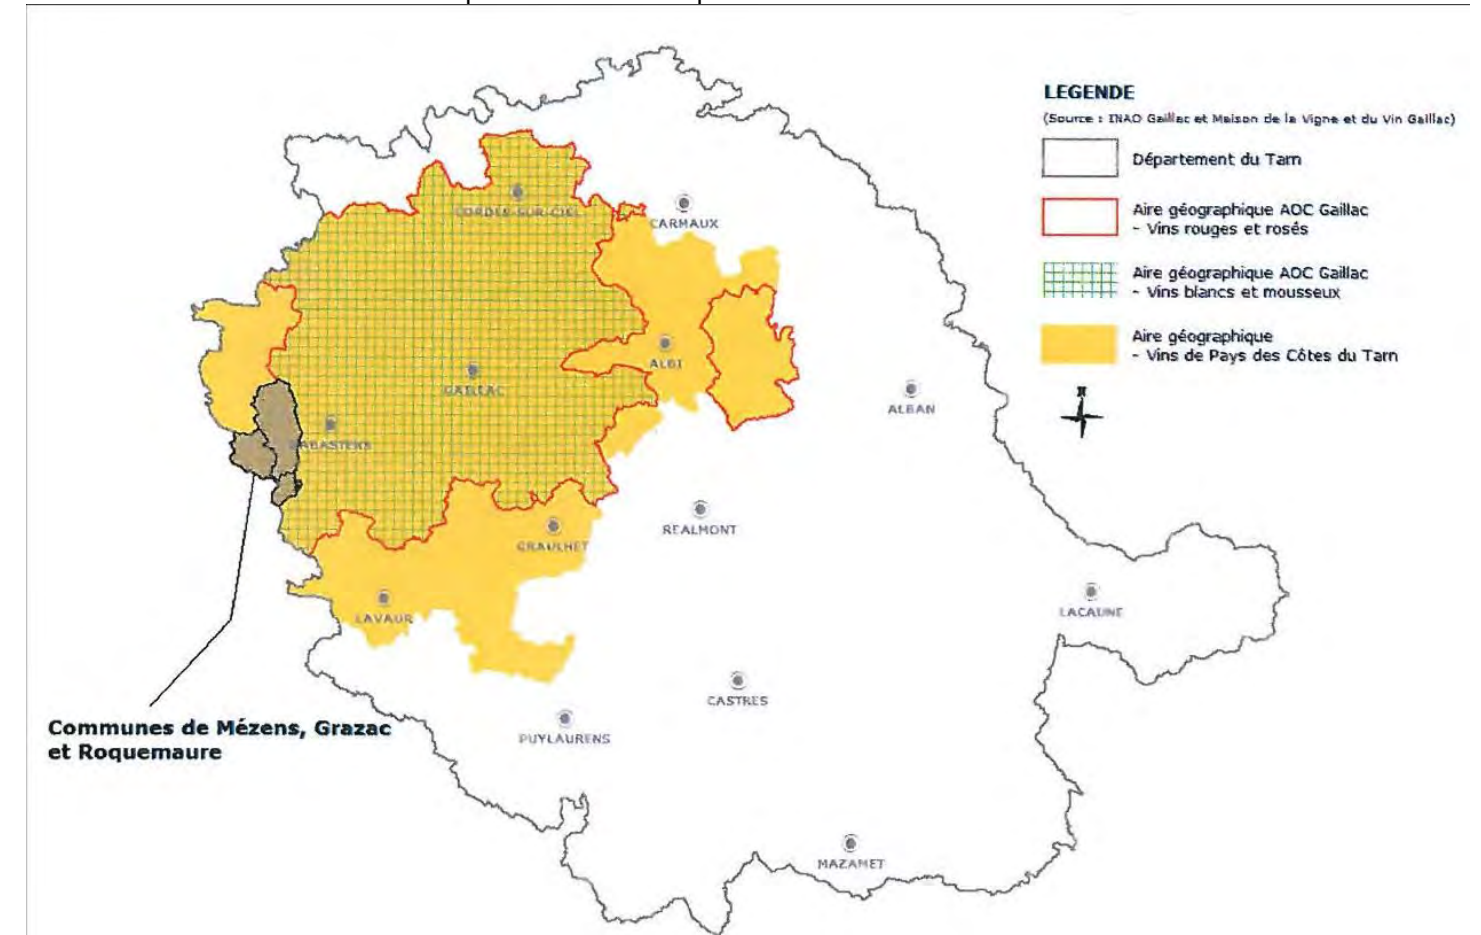 LEGENDE
(Source : INAO Gaillac et Maison de la Vigne et du Vin Gaillac)
Département du Tarn
Aire géographique AOC Gaillac
- Vins rouges et rosés
Aire géographique AOC Gaillac
- Vins blancs et mousseux
Aire géographique
- Vins de Pays des Côtes du Tarn
N
CORDES-SUR-CIEL
CARMAUX
ALBI
GAILLAC
ALBAN
RABASTENS
REALMONT
GRAULHET
LACAUNE
LAVAUR
CASTRES
PUYLAURENS
MAZAMET
Communes de Mézens, Grazac
et Roquemaure